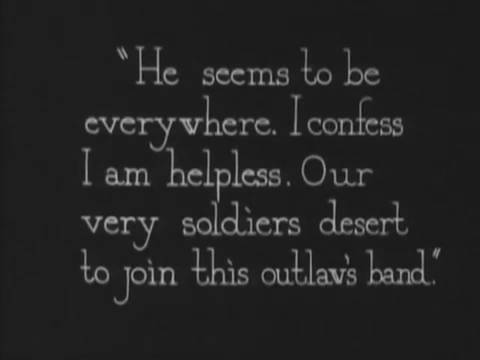 "He seems to be
everywhere. I confess
I am helpless. Our
very soldiers desert
to join this outlaw's band."